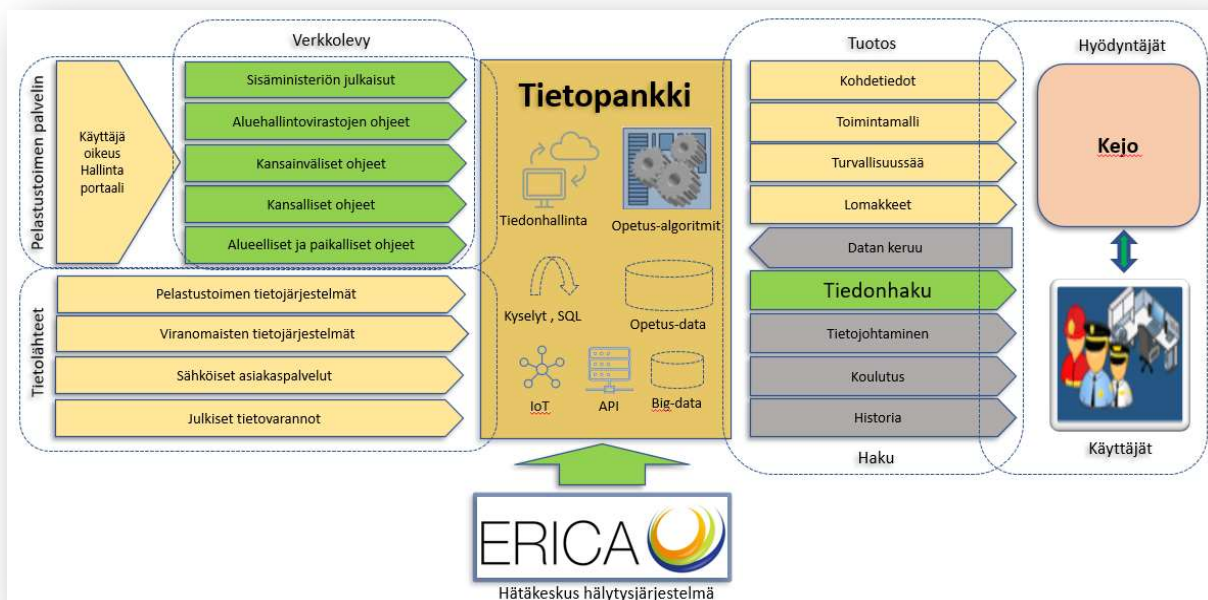 Verkkolevy
Pelastustoimen palvelin
Käyttäjä
oikeus
Hallinta
portaali
Sisäministeriön julkaisut
Aluehallintovirastojen ohjeet
Kansainväliset ohjeet
Kansalliset ohjeet
Alueelliset ja paikalliset ohjeet
Tietolähteet
Pelastustoimen tietojärjestelmät
Viranomaisten tietojärjestelmät
Sähköiset asiakaspalvelut
Julkiset tietovarannot
Tietopankki
Tiedonhallinta
Opetus-algoritmit
Kyselyt , SQL
Opetus-data
IoT
API
Big-data
ERICA
Hätäkeskus hälytysjärjestelmä
Tuotos
Kohdetiedot
Toimintamalli
Turvallisuussää
Lomakkeet
Datan keruu
Tiedonhaku
Tietojohtaminen
Koulutus
Historia
Haku
Hyödyntäjät
Kejo
Käyttäjät